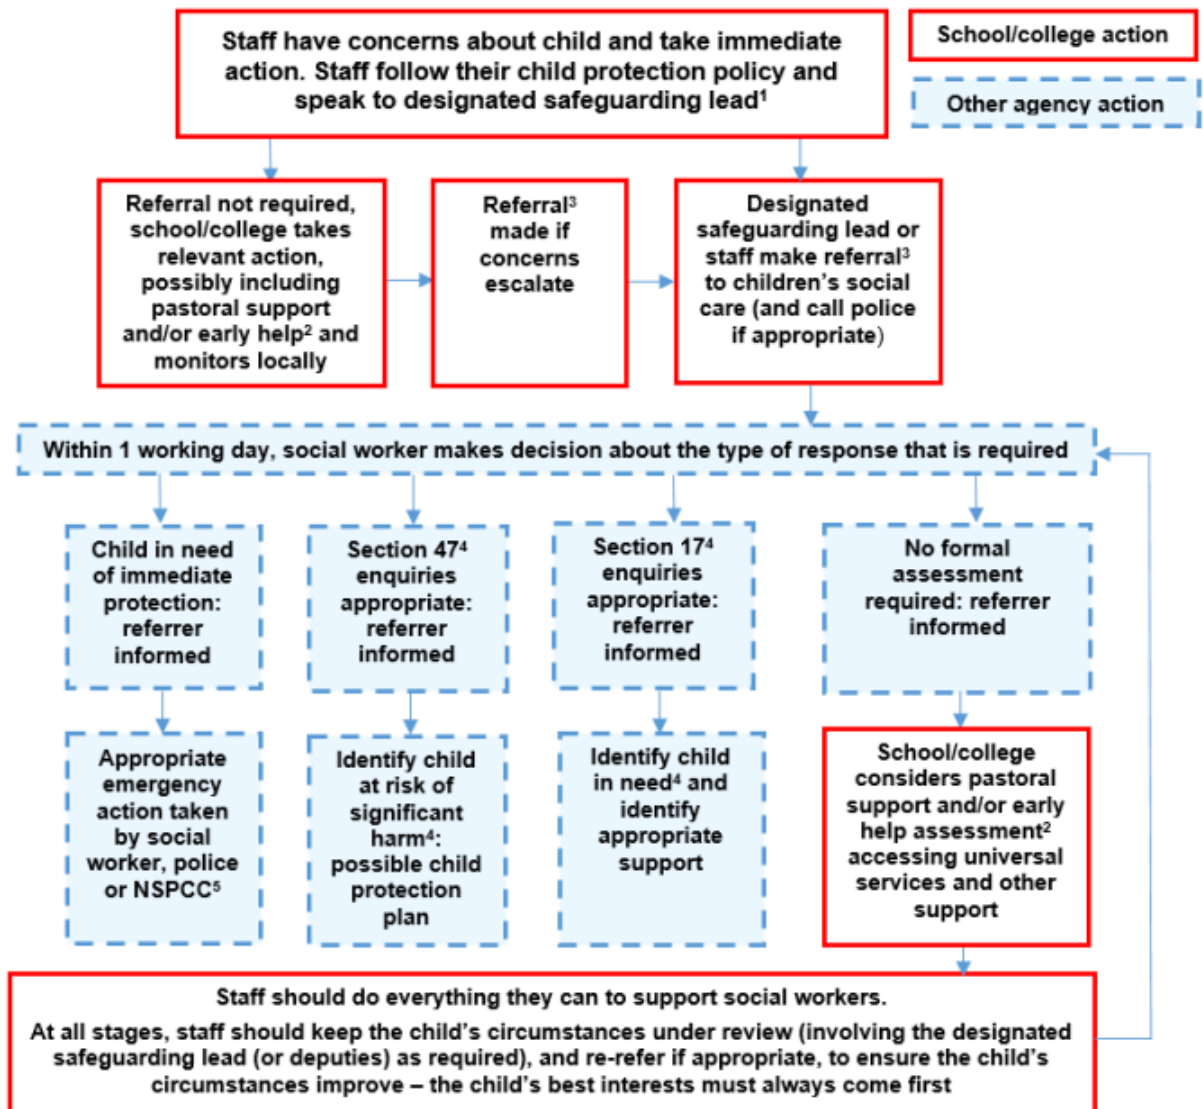 Staff have concerns about child and take immediate
action. Staff follow their child protection policy and
speak to designated safeguarding lead¹
School/college action
Other agency action
Referral not required,
school/college takes
relevant action,
possibly including
pastoral support
and/or early help² and
monitors locally
Referral³
made if
concerns
escalate
Designated
safeguarding lead or
staff make referral³
to children’s social
care (and call police
if appropriate)
Within 1 working day, social worker makes decision about the type of response that is required
Child in need
of immediate
protection:
referrer
informed
Section 47⁴
enquiries
appropriate:
referrer
informed
Section 17⁴
enquiries
appropriate:
referrer
informed
No formal
assessment
required: referrer
informed
Appropriate
emergency
action taken
by social
worker, police
or NSPCC⁵
Identify child
at risk of
significant
harm⁴:
possible child
protection
plan
Identify child
in need⁴ and
identify
appropriate
support
School/college
considers pastoral
support and/or early
help assessment²
accessing universal
services and other
support
Staff should do everything they can to support social workers.
At all stages, staff should keep the child’s circumstances under review (involving the designated
safeguarding lead (or deputies) as required), and re-refer if appropriate, to ensure the child’s
circumstances improve – the child’s best interests must always come first